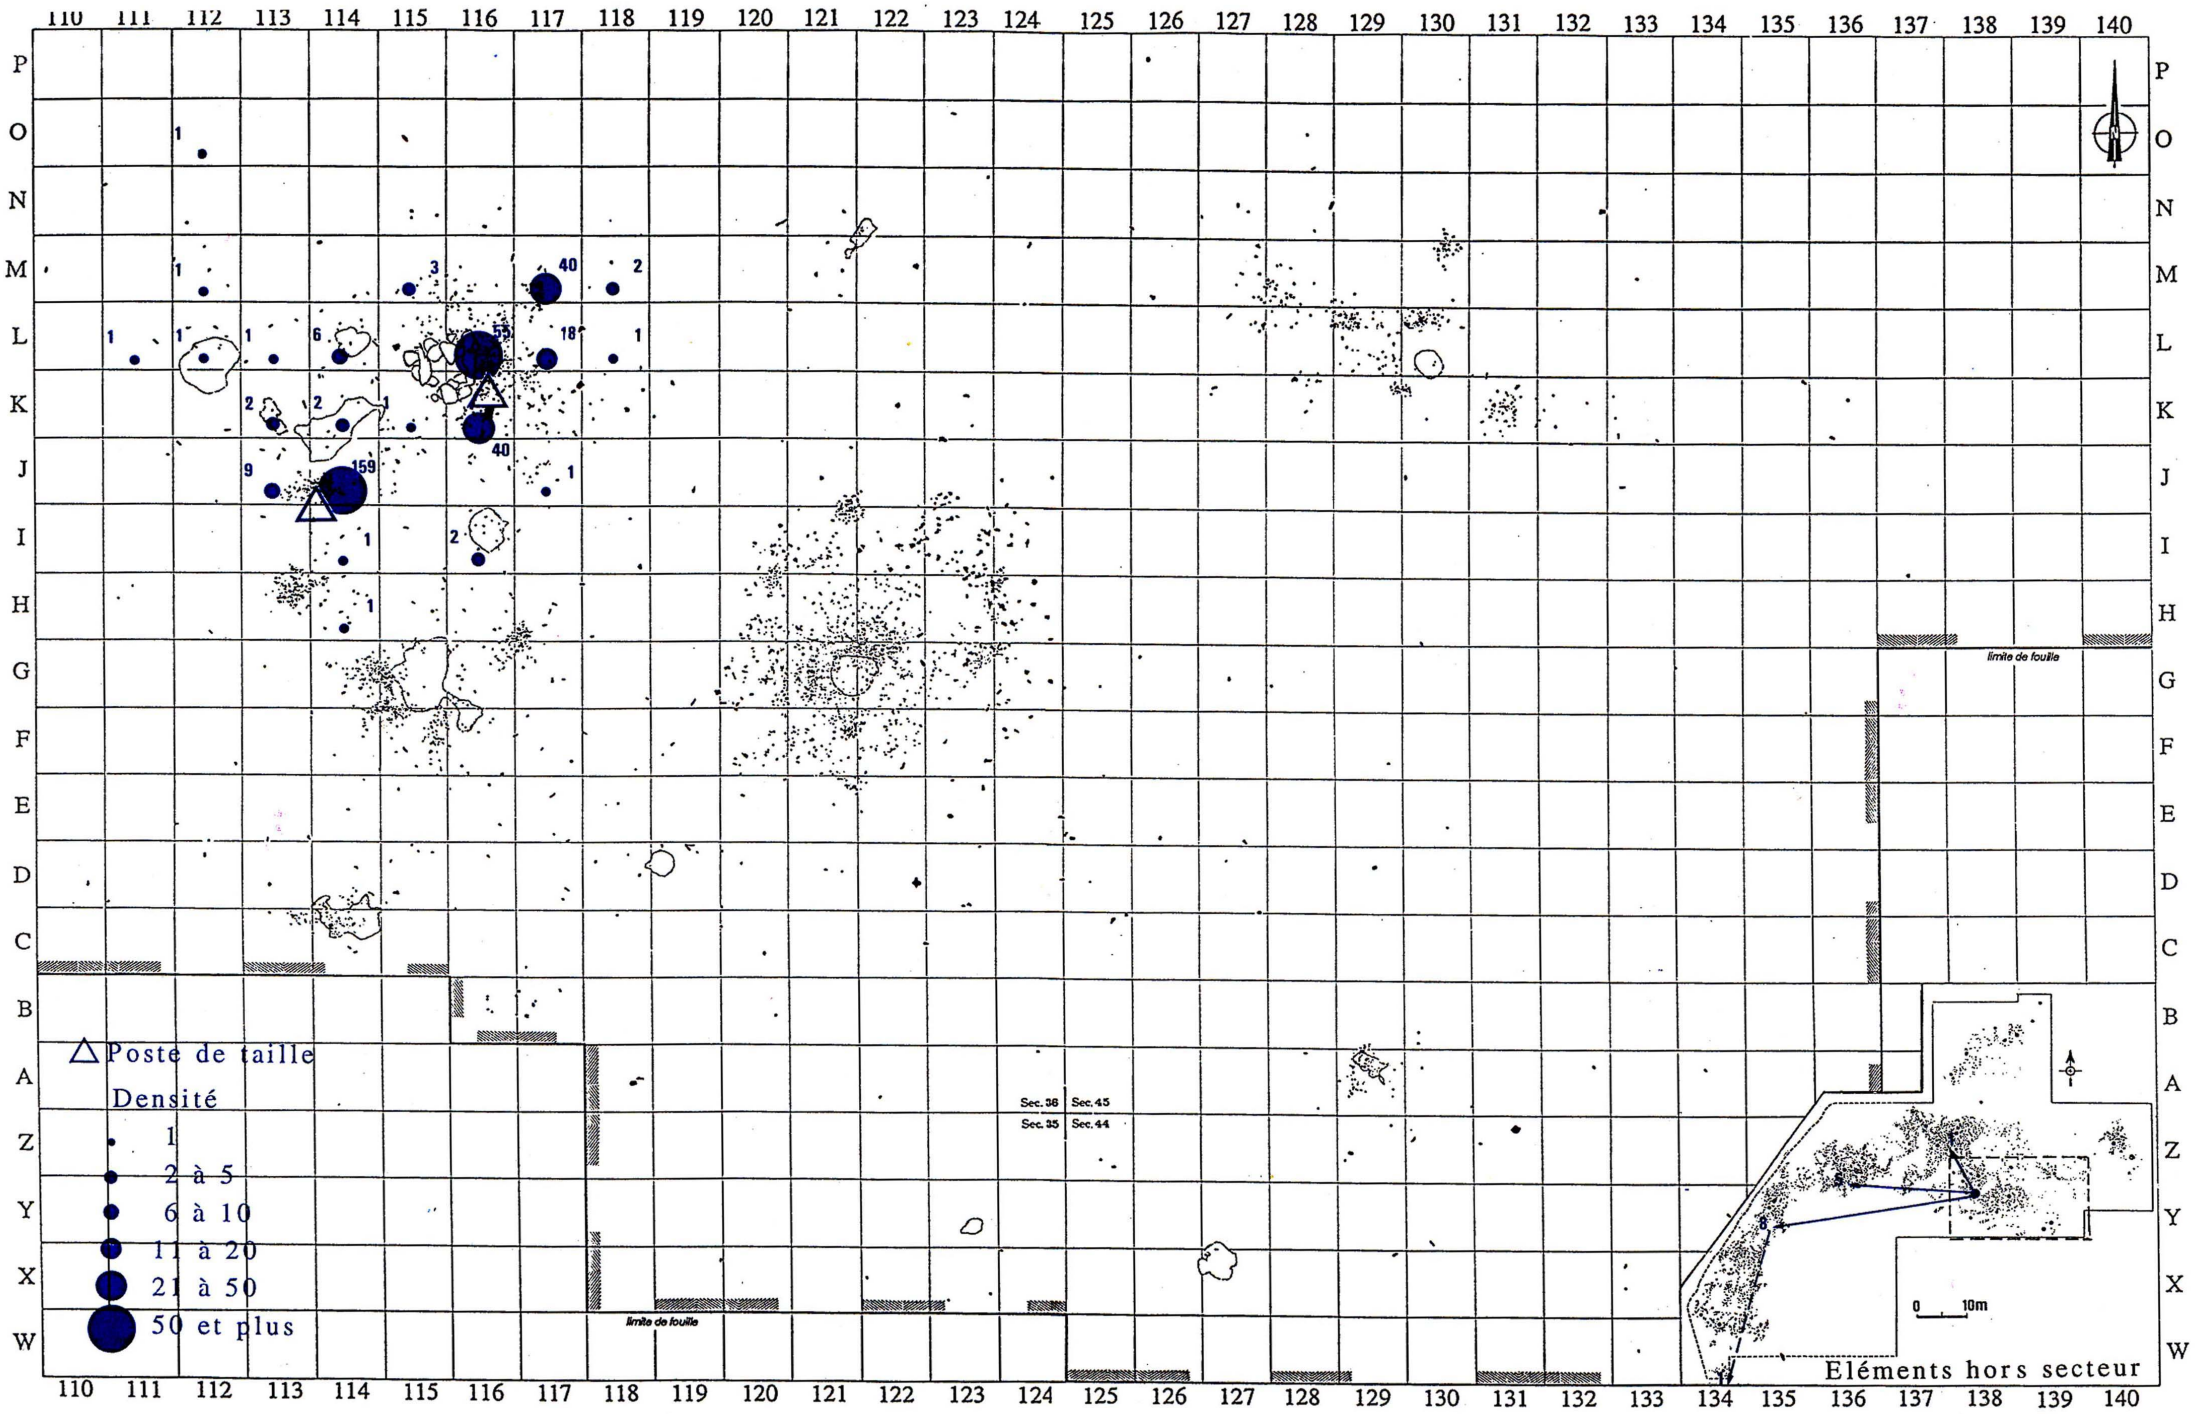 110 111 112 113 114 115 116 117 118 119 120 121 122 123 124 125 126 127 128 129 130 131 132 133 134 135 136 137 138 139 140
P P
O 1 O
N N
M 1 3 40 2 M
L 1 1 1 6 55 18 1 L
K 2 2 1 K
40
J 9 159 1 J
I 1 2 I
H 1 H
limite de fouille
G G
F F
E E
D D
C C
B B
Poste de taille
A A
Densité
Sec. 36 Sec. 45
Sec. 35 Sec. 44
Z 1 Z
2 à 5
Y 6 à 10 Y
11 à 20
X 21 à 50 X
0 10m
50 et plus
limite de fouille
W W
Eléments hors secteur
110 111 112 113 114 115 116 117 118 119 120 121 122 123 124 125 126 127 128 129 130 131 132 133 134 135 136 137 138 139 140